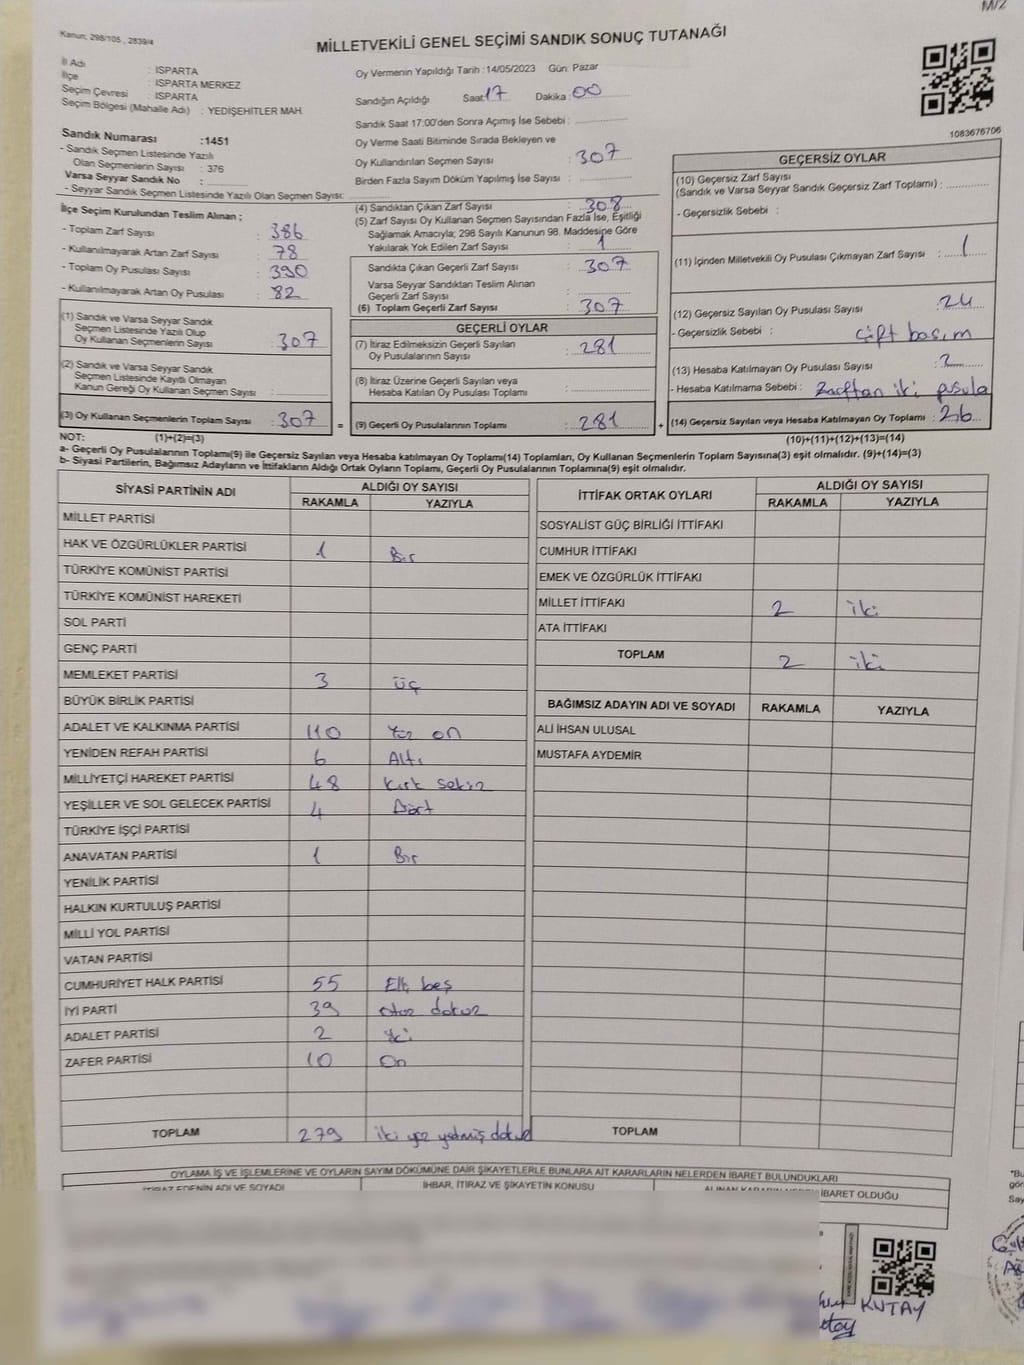 M/2
Kanun; 298/105 , 2839/4
MİLLETVEKİLİ GENEL SEÇİMİ SANDIK SONUÇ TUTANAĞI
İl Adı : ISPARTA
İlçe : ISPARTA MERKEZ
Seçim Çevresi : ISPARTA
Seçim Bölgesi (Mahalle Adı) : YEDİŞEHİTLER MAH.
Sandık Numarası :1451
- Sandık Seçmen Listesinde Yazılı
Olan Seçmenlerin Sayısı : 376
Varsa Seyyar Sandık No :
- Seyyar Sandık Seçmen Listesinde Yazılı Olan Seçmen Sayısı:
İlçe Seçim Kurulundan Teslim Alınan ;
- Toplam Zarf Sayısı : 386
- Kullanılmayarak Artan Zarf Sayısı : 78
- Toplam Oy Pusulası Sayısı : 390
- Kullanılmayarak Artan Oy Pusulası : 82
(1) Sandık ve Varsa Seyyar Sandık
Seçmen Listesinde Yazılı Olup
Oy Kullanan Seçmenlerin Sayısı : 307
(2) Sandık ve Varsa Seyyar Sandık
Seçmen Listesinde Kayıtlı Olmayan
Kanun Gereği Oy Kullanan Seçmen Sayısı :
(3) Oy Kullanan Seçmenlerin Toplam Sayısı : 307
Oy Vermenin Yapıldığı Tarih :14/05/2023 Gün: Pazar
Sandığın Açıldığı Saat: 17 Dakika : 00
Sandık Saat 17:00'den Sonra Açımış İse Sebebi :
Oy Verme Saati Bitiminde Sırada Bekleyen ve
Oy Kullandırılan Seçmen Sayısı : 307
Birden Fazla Sayım Döküm Yapılmış İse Sayısı :
(4) Sandıktan Çıkan Zarf Sayısı : 308
(5) Zarf Sayısı Oy Kullanan Seçmen Sayısından Fazla İse, Eşitliği
Sağlamak Amacıyla; 298 Sayılı Kanunun 98. Maddesine Göre
Yakılarak Yok Edilen Zarf Sayısı : 1
Sandıkta Çıkan Geçerli Zarf Sayısı : 307
Varsa Seyyar Sandıktan Teslim Alınan
Geçerli Zarf Sayısı :
(6) Toplam Geçerli Zarf Sayısı : 307
GEÇERLİ OYLAR
(7) İtiraz Edilmeksizin Geçerli Sayılan
Oy Pusulalarının Sayısı : 281
(8) İtiraz Üzerine Geçerli Sayılan veya
Hesaba Katılan Oy Pusulası Toplamı :
= (9) Geçerli Oy Pusulalarının Toplamı : 281 +
1083676706
GEÇERSİZ OYLAR
(10) Geçersiz Zarf Sayısı
(Sandık ve Varsa Seyyar Sandık Geçersiz Zarf Toplamı) :
- Geçersizlik Sebebi :
(11) İçinden Milletvekili Oy Pusulası Çıkmayan Zarf Sayısı : 1
(12) Geçersiz Sayılan Oy Pusulası Sayısı : 24
- Geçersizlik Sebebi : çift basım
(13) Hesaba Katılmayan Oy Pusulası Sayısı : 2
- Hesaba Katılmama Sebebi : Zarftan iki pusula
(14) Geçersiz Sayılan veya Hesaba Katılmayan Oy Toplamı : 26
NOT: (1)+(2)=(3) (10)+(11)+(12)+(13)=(14)
a- Geçerli Oy Pusulalarının Toplamı(9) ile Geçersiz Sayılan veya Hesaba katılmayan Oy Toplamı(14) Toplamları, Oy Kullanan Seçmenlerin Toplam Sayısına(3) eşit olmalıdır. (9)+(14)=(3)
b- Siyasi Partilerin, Bağımsız Adayların ve İttifakların Aldığı Ortak Oyların Toplamı, Geçerli Oy Pusulalarının Toplamına(9) eşit olmalıdır.
SİYASİ PARTİNİN ADI ALDIĞI OY SAYISI
RAKAMLA YAZIYLA
MİLLET PARTİSİ
HAK VE ÖZGÜRLÜKLER PARTİSİ 1 Bir
TÜRKİYE KOMÜNİST PARTİSİ
TÜRKİYE KOMÜNİST HAREKETİ
SOL PARTİ
GENÇ PARTİ
MEMLEKET PARTİSİ 3 üç
BÜYÜK BİRLİK PARTİSİ
ADALET VE KALKINMA PARTİSİ 110 Yüz on
YENİDEN REFAH PARTİSİ 6 Altı
MİLLİYETÇİ HAREKET PARTİSİ 48 Kırk sekiz
YEŞİLLER VE SOL GELECEK PARTİSİ 4 Dört
TÜRKİYE İŞÇİ PARTİSİ
ANAVATAN PARTİSİ 1 Bir
YENİLİK PARTİSİ
HALKIN KURTULUŞ PARTİSİ
MİLLİ YOL PARTİSİ
VATAN PARTİSİ
CUMHURİYET HALK PARTİSİ 55 Elli beş
İYİ PARTİ 39 otuz dokuz
ADALET PARTİSİ 2 iki
ZAFER PARTİSİ 10 On
TOPLAM 279 iki yüz yetmiş dokuz
İTTİFAK ORTAK OYLARI ALDIĞI OY SAYISI
RAKAMLA YAZIYLA
SOSYALİST GÜÇ BİRLİĞİ İTTİFAKI
CUMHUR İTTİFAKI
EMEK VE ÖZGÜRLÜK İTTİFAKI
MİLLET İTTİFAKI 2 iki
ATA İTTİFAKI
TOPLAM 2 iki
BAĞIMSIZ ADAYIN ADI VE SOYADI RAKAMLA YAZIYLA
ALİ İHSAN ULUSAL
MUSTAFA AYDEMİR
TOPLAM
OYLAMA İŞ VE İŞLEMLERİNE VE OYLARIN SAYIM DÖKÜMÜNE DAİR ŞİKAYETLERLE BUNLARA AİT KARARLARIN NELERDEN İBARET BULUNDUKLARI
İTİRAZ EDENİN ADI VE SOYADI İHBAR, İTİRAZ VE ŞİKAYETİN KONUSU İBARET OLDUĞU
KUTAY